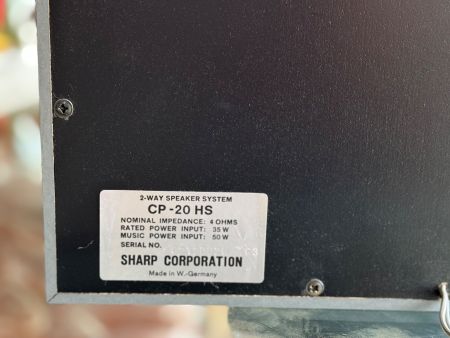 2-WAY SPEAKER SYSTEM
CP-20 HS
NOMINAL IMPEDANCE: 4 OHMS
RATED POWER INPUT: 35 W
MUSIC POWER INPUT: 50 W
SERIAL NO.
SHARP CORPORATION
Made in W.-Germany